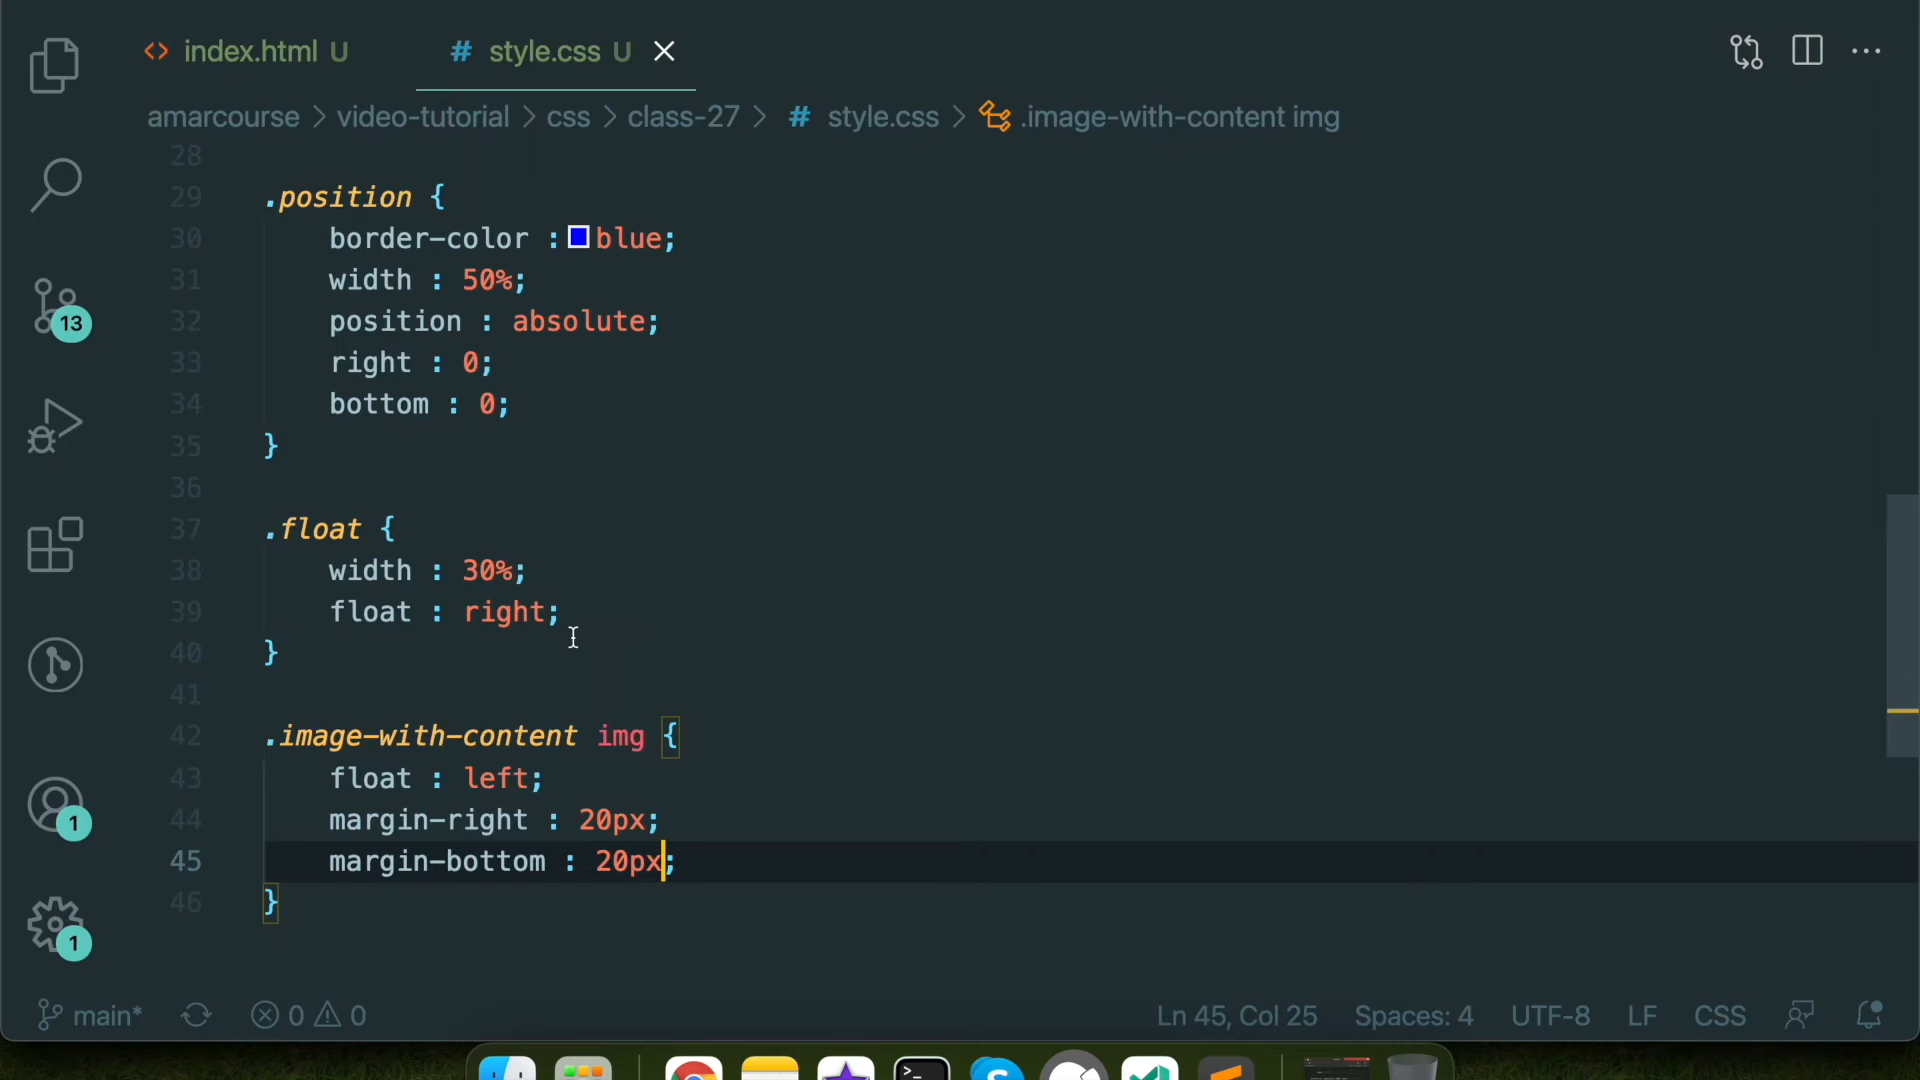 index.html U
# style.css U
amarcourse > video-tutorial > css > class-27 > # style.css > .image-with-content img
28
29 .position {
30 border-color : blue;
31 width : 50%;
32 position : absolute;
33 right : 0;
34 bottom : 0;
35 }
36
37 .float {
38 width : 30%;
39 float : right;
40 }
41
42 .image-with-content img {
43 float : left;
44 margin-right : 20px;
45 margin-bottom : 20px;
46 }
13
1
1
main* 0 0 Ln 45, Col 25 Spaces: 4 UTF-8 LF CSS